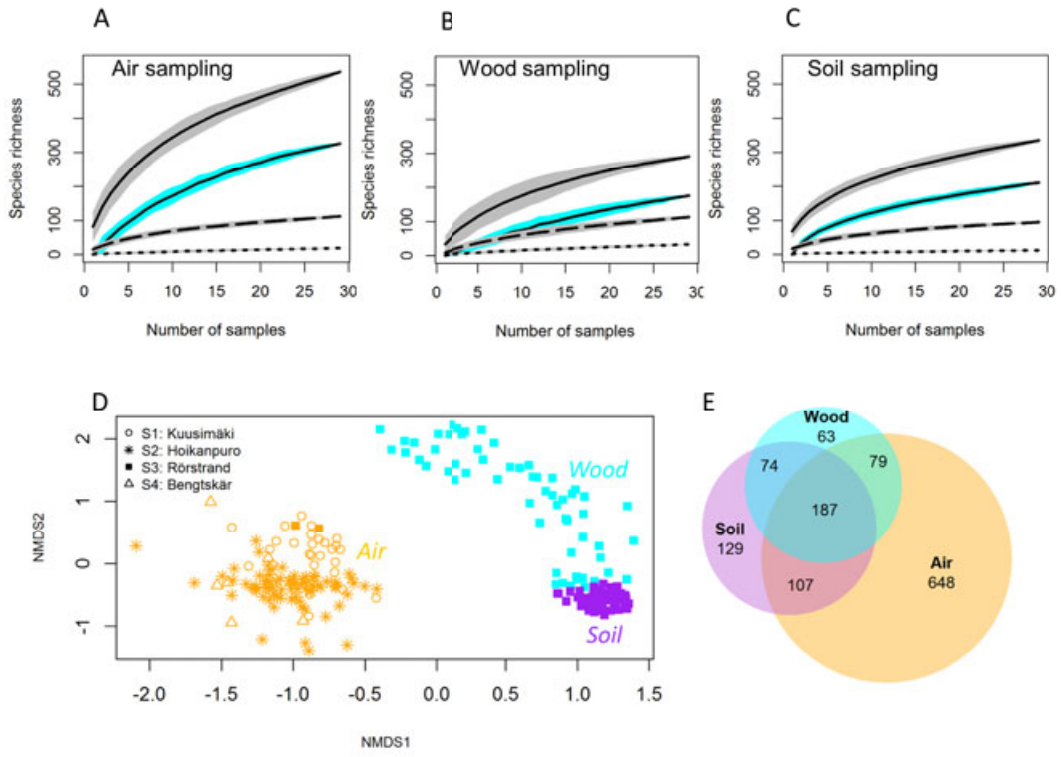 A
B
C
Air sampling
Wood sampling
Soil sampling
Species richness
0
100
300
500
0 5 10 15 20 25 30
Number of samples
Species richness
0
100
300
500
0 5 10 15 20 25 30
Number of samples
Species richness
0
100
300
500
0 5 10 15 20 25 30
Number of samples
D
S1: Kuusimäki
S2: Hoikanpuro
S3: Rörstrand
S4: Bengtskär
Wood
Air
Soil
NMDS2
2
1
0
-1
-2.0 -1.5 -1.0 -0.5 0.0 0.5 1.0 1.5
NMDS1
E
Wood
63
74
79
187
Soil
129
Air
648
107